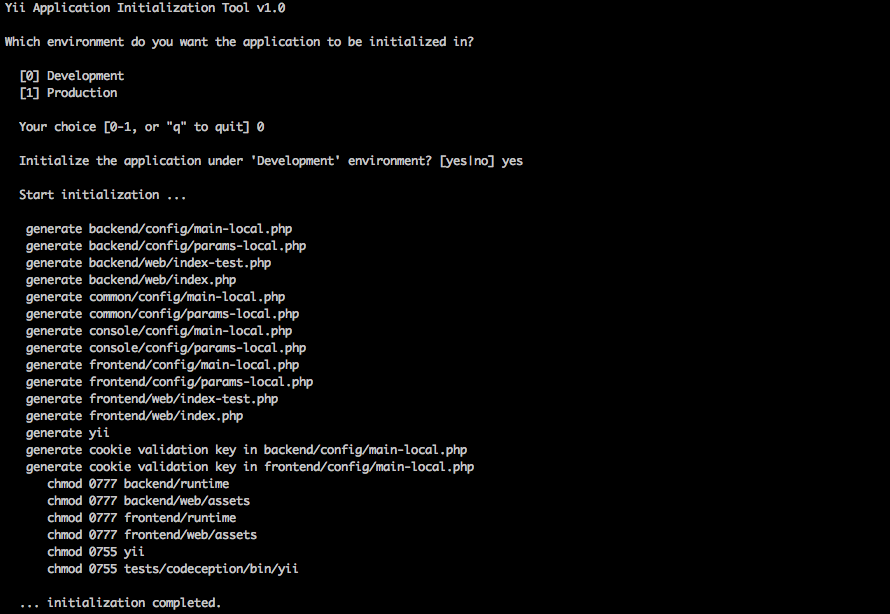 Yii Application Initialization Tool v1.0
Which environment do you want the application to be initialized in?
[0] Development
[1] Production
Your choice [0-1, or "q" to quit] 0
Initialize the application under 'Development' environment? [yes|no] yes
Start initialization ...
generate backend/config/main-local.php
generate backend/config/params-local.php
generate backend/web/index-test.php
generate backend/web/index.php
generate common/config/main-local.php
generate common/config/params-local.php
generate console/config/main-local.php
generate console/config/params-local.php
generate frontend/config/main-local.php
generate frontend/config/params-local.php
generate frontend/web/index-test.php
generate frontend/web/index.php
generate yii
generate cookie validation key in backend/config/main-local.php
generate cookie validation key in frontend/config/main-local.php
chmod 0777 backend/runtime
chmod 0777 backend/web/assets
chmod 0777 frontend/runtime
chmod 0777 frontend/web/assets
chmod 0755 yii
chmod 0755 tests/codeception/bin/yii
... initialization completed.